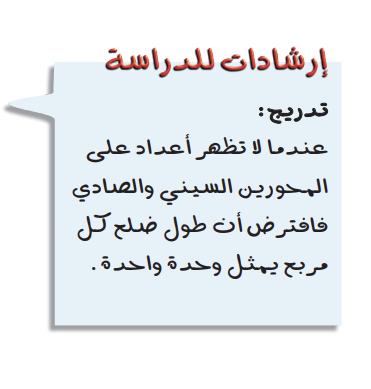 إرشادات للدراسة
تدريج:
عندما لا تظهر أعداد على
المحورين السيني والصادي
فافترض أن طول ضلع كل
مربع يمثل وحدة واحدة.